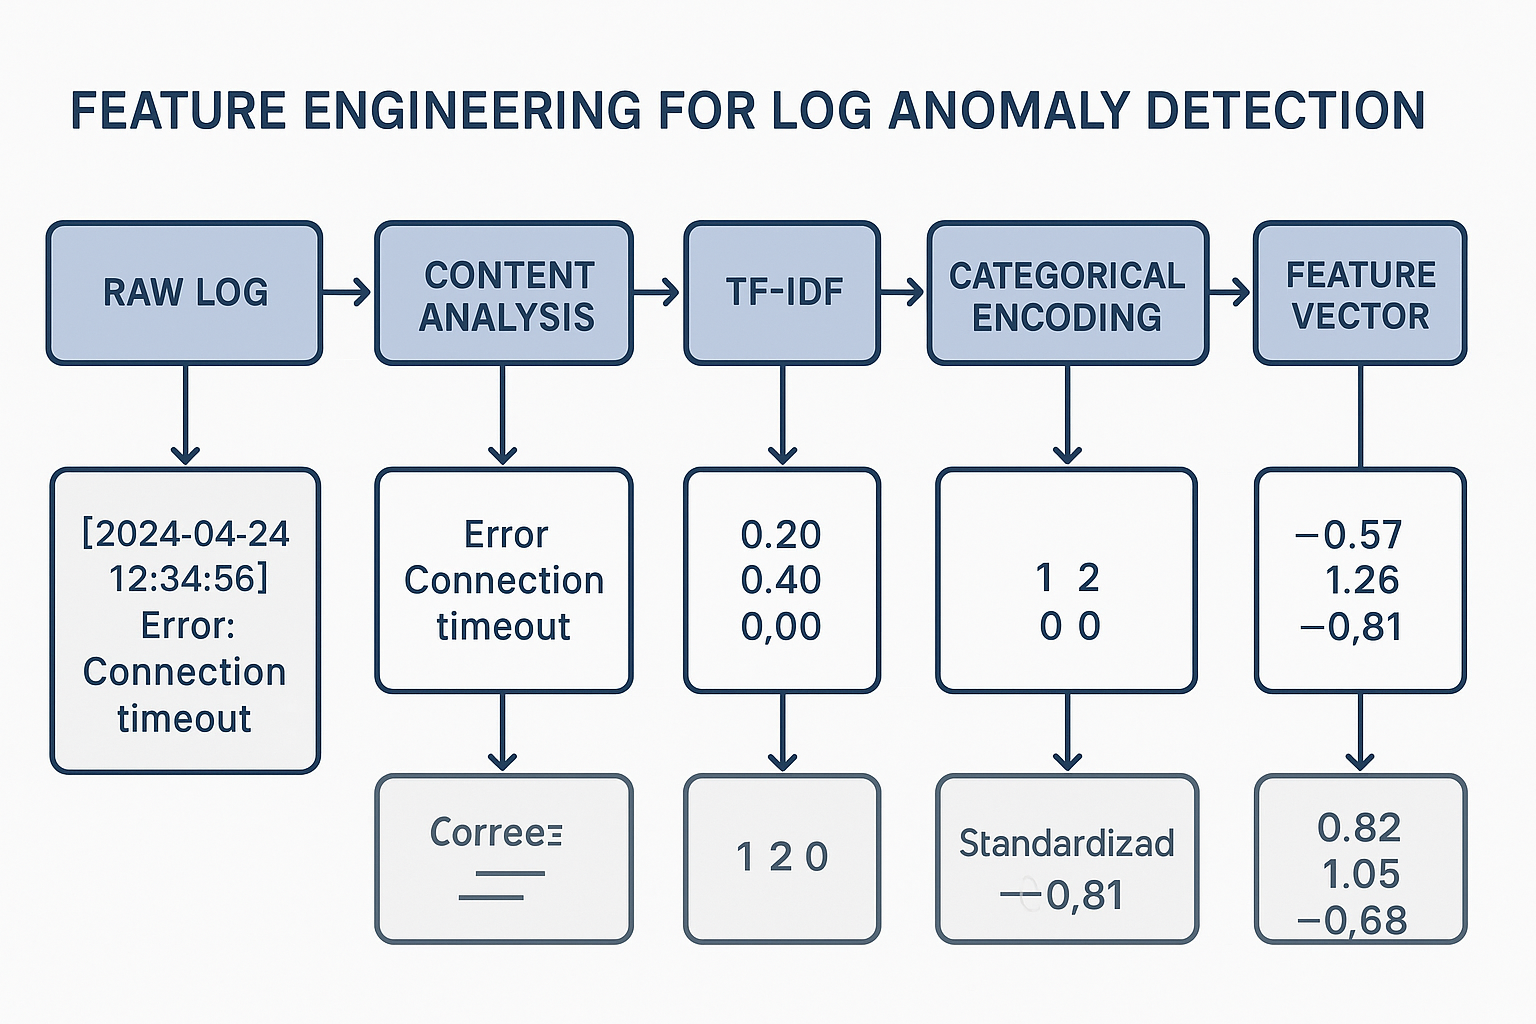 FEATURE ENGINEERING FOR LOG ANOMALY DETECTION
RAW LOG
CONTENT
ANALYSIS
TF-IDF
CATEGORICAL
ENCODING
FEATURE
VECTOR
[2024-04-24
12:34:56]
Error:
Connection
timeout
Error
Connection
timeout
0.20
0.40
0,00
1 2
0 0
−0.57
1.26
−0,81
1 2 0
Standardizad
—0,81
0.82
1.05
−0,68